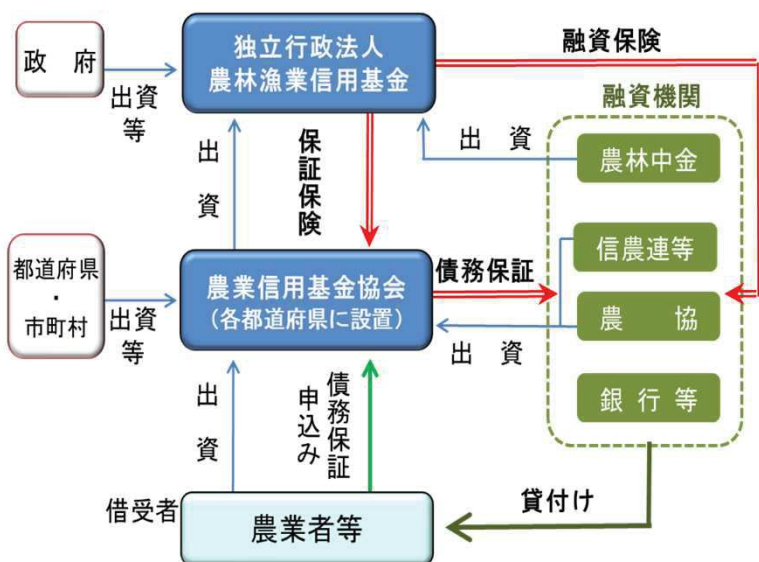 独立行政法人
農林漁業信用基金
融資保険
政　府
出資
等
融資機関
出　資
農林中金
出　資
保証保険
信農連等
都道府県
・
市町村
農業信用基金協会
（各都道府県に設置）
債務保証
出資
等
農　協
出　資
銀 行 等
出　資
債務保証
申込み
貸付け
借受者
農業者等